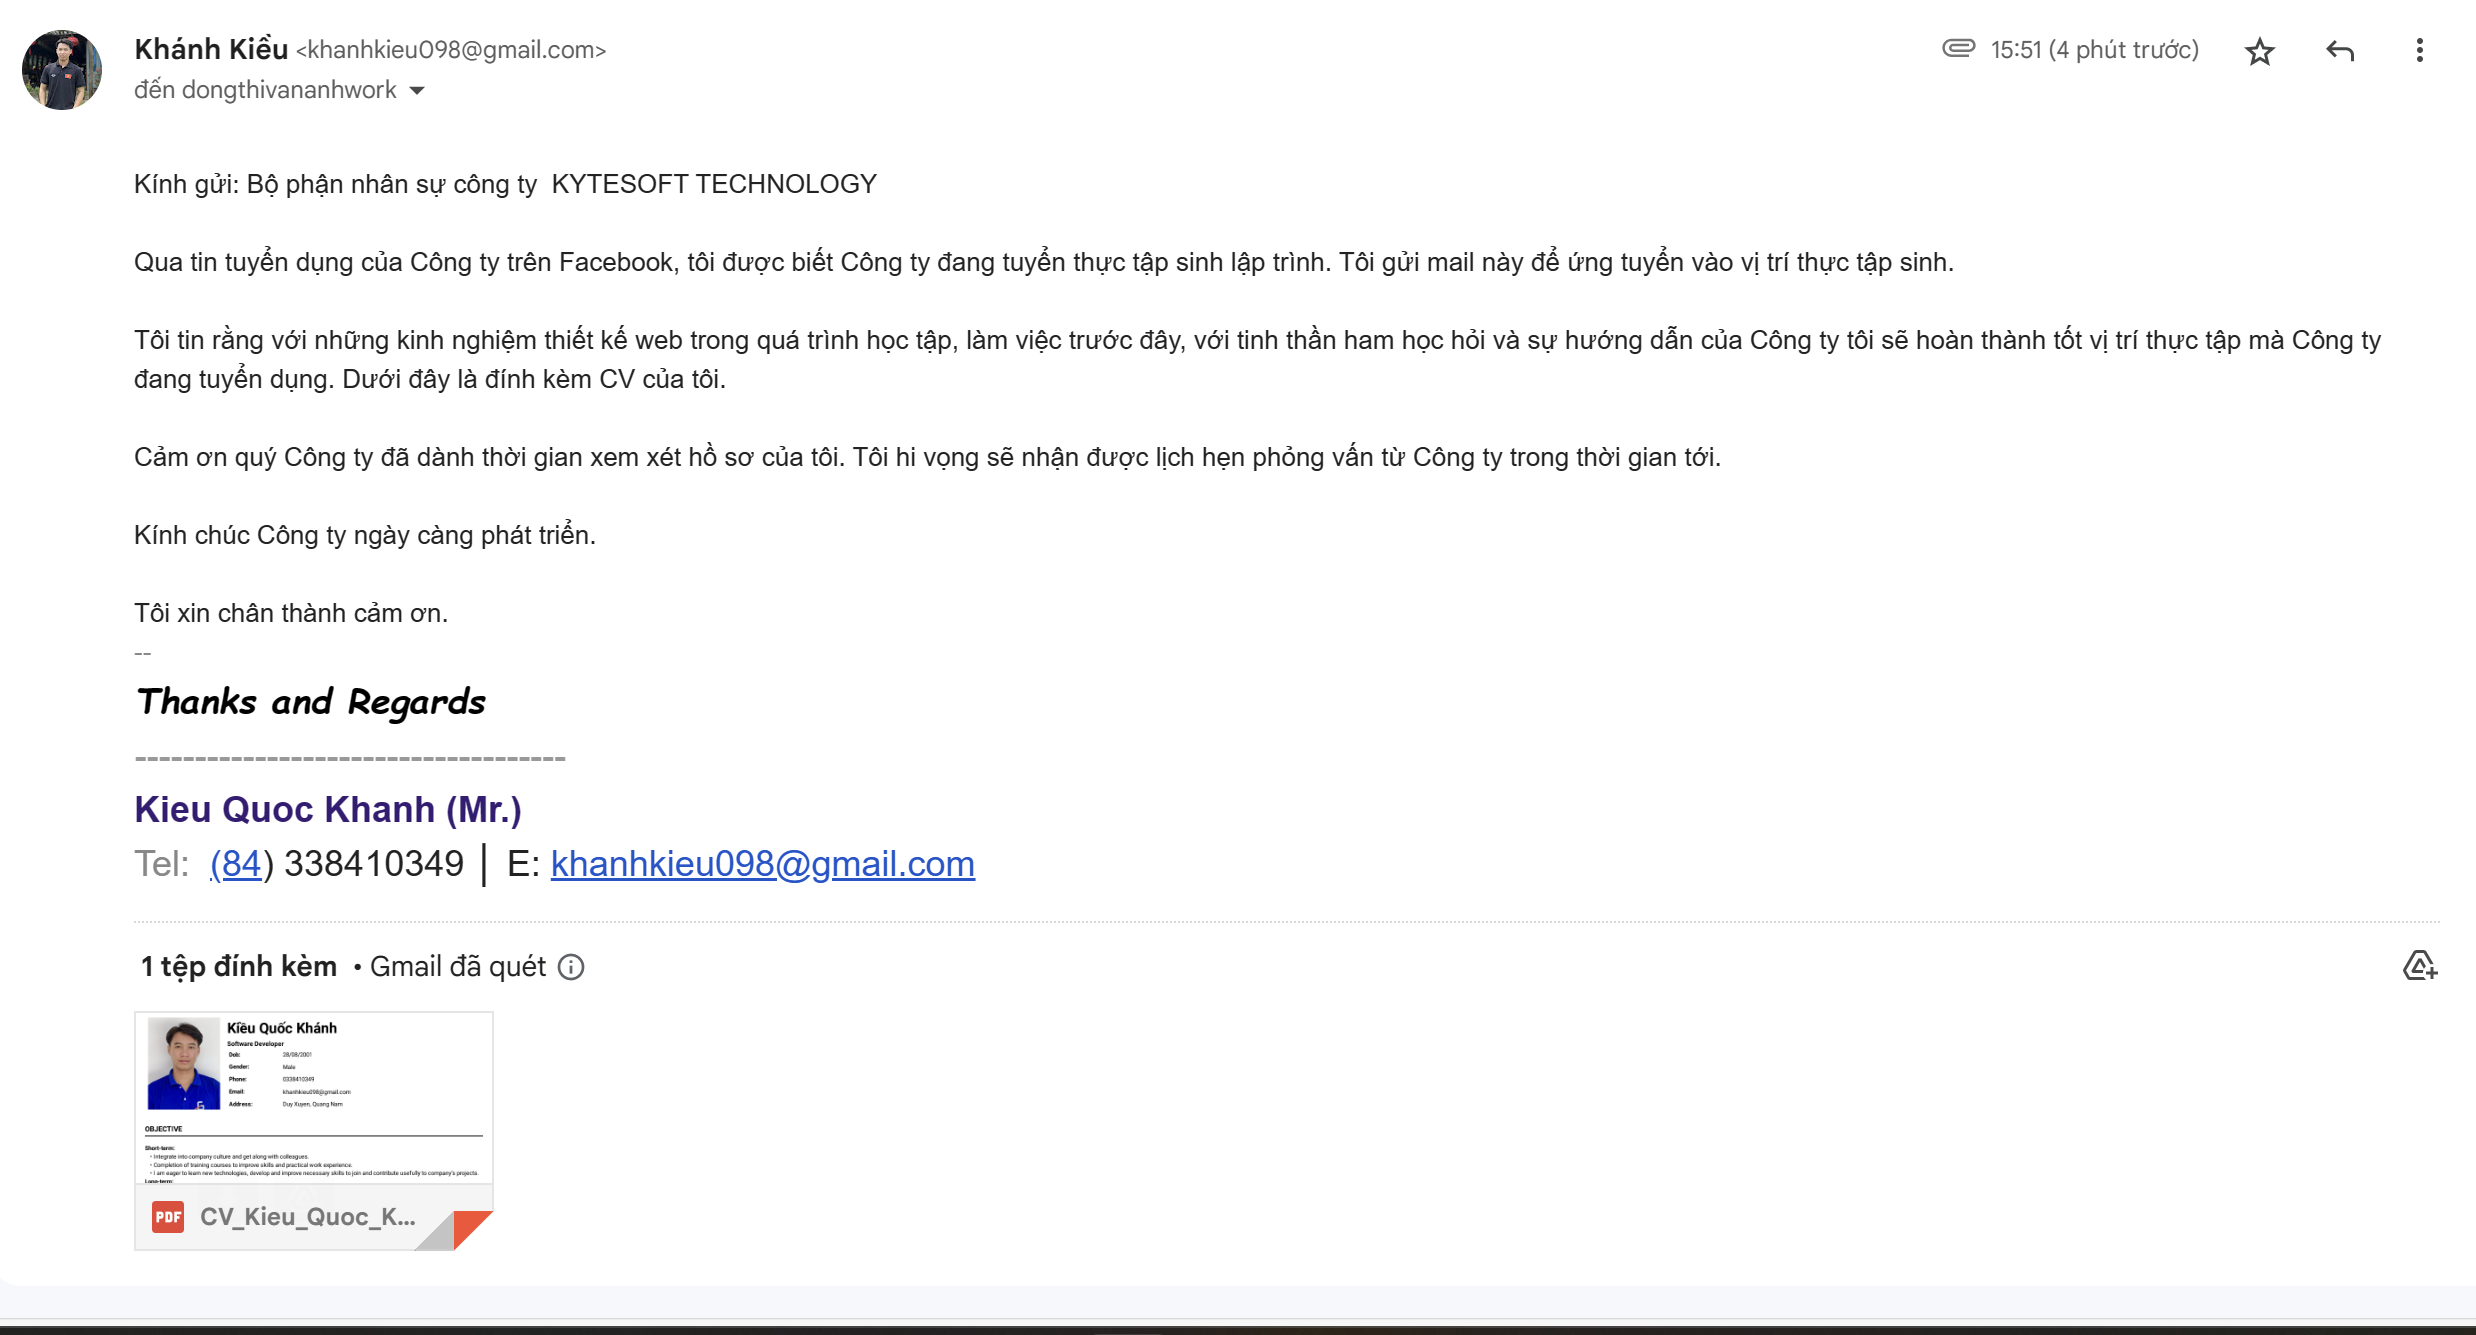 Khánh Kiều <khanhkieu098@gmail.com>
15:51 (4 phút trước)
đến dongthivananhwork
Kính gửi: Bộ phận nhân sự công ty  KYTESOFT TECHNOLOGY
Qua tin tuyển dụng của Công ty trên Facebook, tôi được biết Công ty đang tuyển thực tập sinh lập trình. Tôi gửi mail này để ứng tuyển vào vị trí thực tập sinh.
Tôi tin rằng với những kinh nghiệm thiết kế web trong quá trình học tập, làm việc trước đây, với tinh thần ham học hỏi và sự hướng dẫn của Công ty tôi sẽ hoàn thành tốt vị trí thực tập mà Công ty
đang tuyển dụng. Dưới đây là đính kèm CV của tôi.
Cảm ơn quý Công ty đã dành thời gian xem xét hồ sơ của tôi. Tôi hi vọng sẽ nhận được lịch hẹn phỏng vấn từ Công ty trong thời gian tới.
Kính chúc Công ty ngày càng phát triển.
Tôi xin chân thành cảm ơn.
--
Thanks and Regards
------------------------------------
Kieu Quoc Khanh (Mr.)
Tel:  (84) 338410349 | E: khanhkieu098@gmail.com
1 tệp đính kèm • Gmail đã quét
Kiều Quốc Khánh
Software Developer
Dob: 28/08/2001
Gender: Male
Phone: 0338410349
Email: khanhkieu098@gmail.com
Address: Duy Xuyen, Quang Nam
OBJECTIVE
Short-term:
• Integrate into company culture and get along with colleagues.
• Completion of training courses to improve skills and practical work experience.
• I am eager to learn new technologies, develop and improve necessary skills to join and contribute usefully to company's projects.
Long-term:
PDF CV_Kieu_Quoc_K...